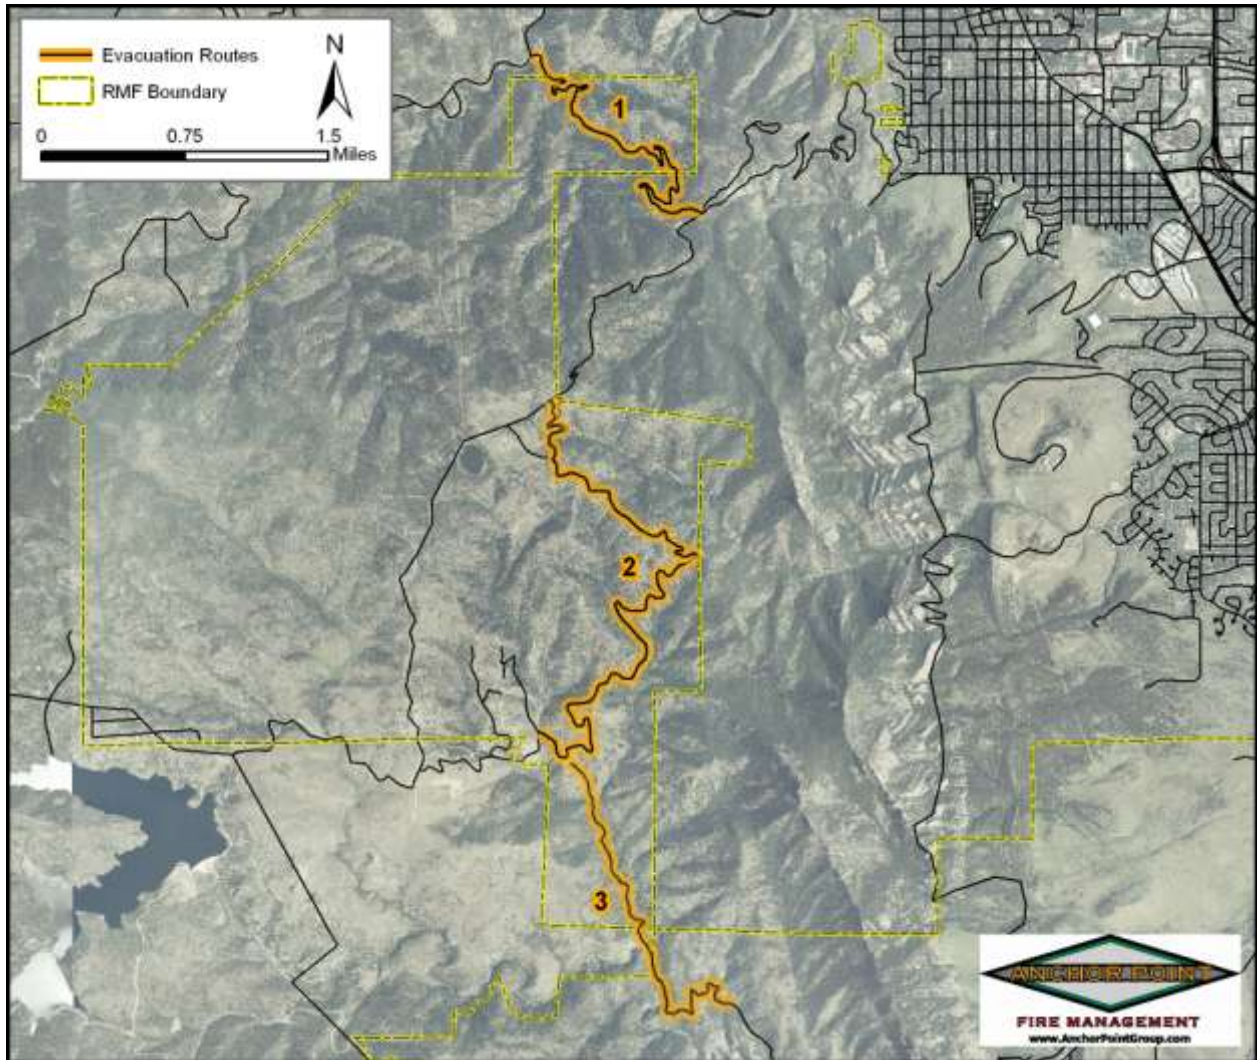 Evacuation Routes
RMF Boundary
N
0 0.75 1.5
Miles
1
2
3
ANCHOR POINT
FIRE MANAGEMENT
www.AnchorPointGroup.com